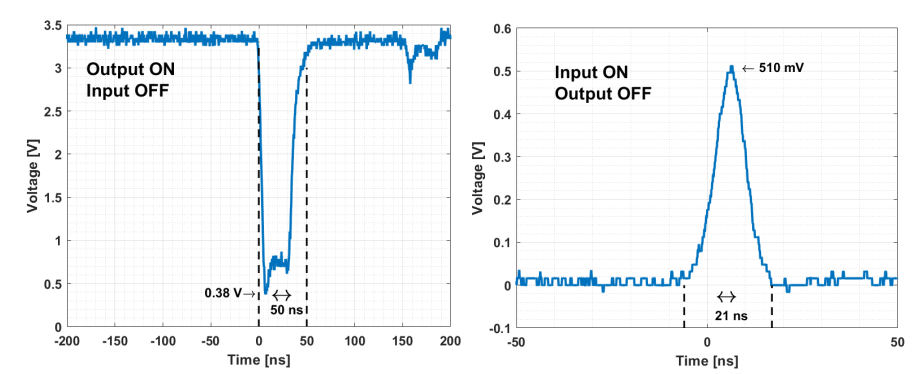 3.5
3
2.5
2
1.5
1
0.5
0
-200
-150
-100
-50
0
50
100
150
200
Voltage [V]
Time [ns]
Output ON
Input OFF
0.38 V→
50 ns
0.6
0.5
0.4
0.3
0.2
0.1
0
-0.1
-50
0
50
Voltage [V]
Time [ns]
Input ON
Output OFF
← 510 mV
21 ns